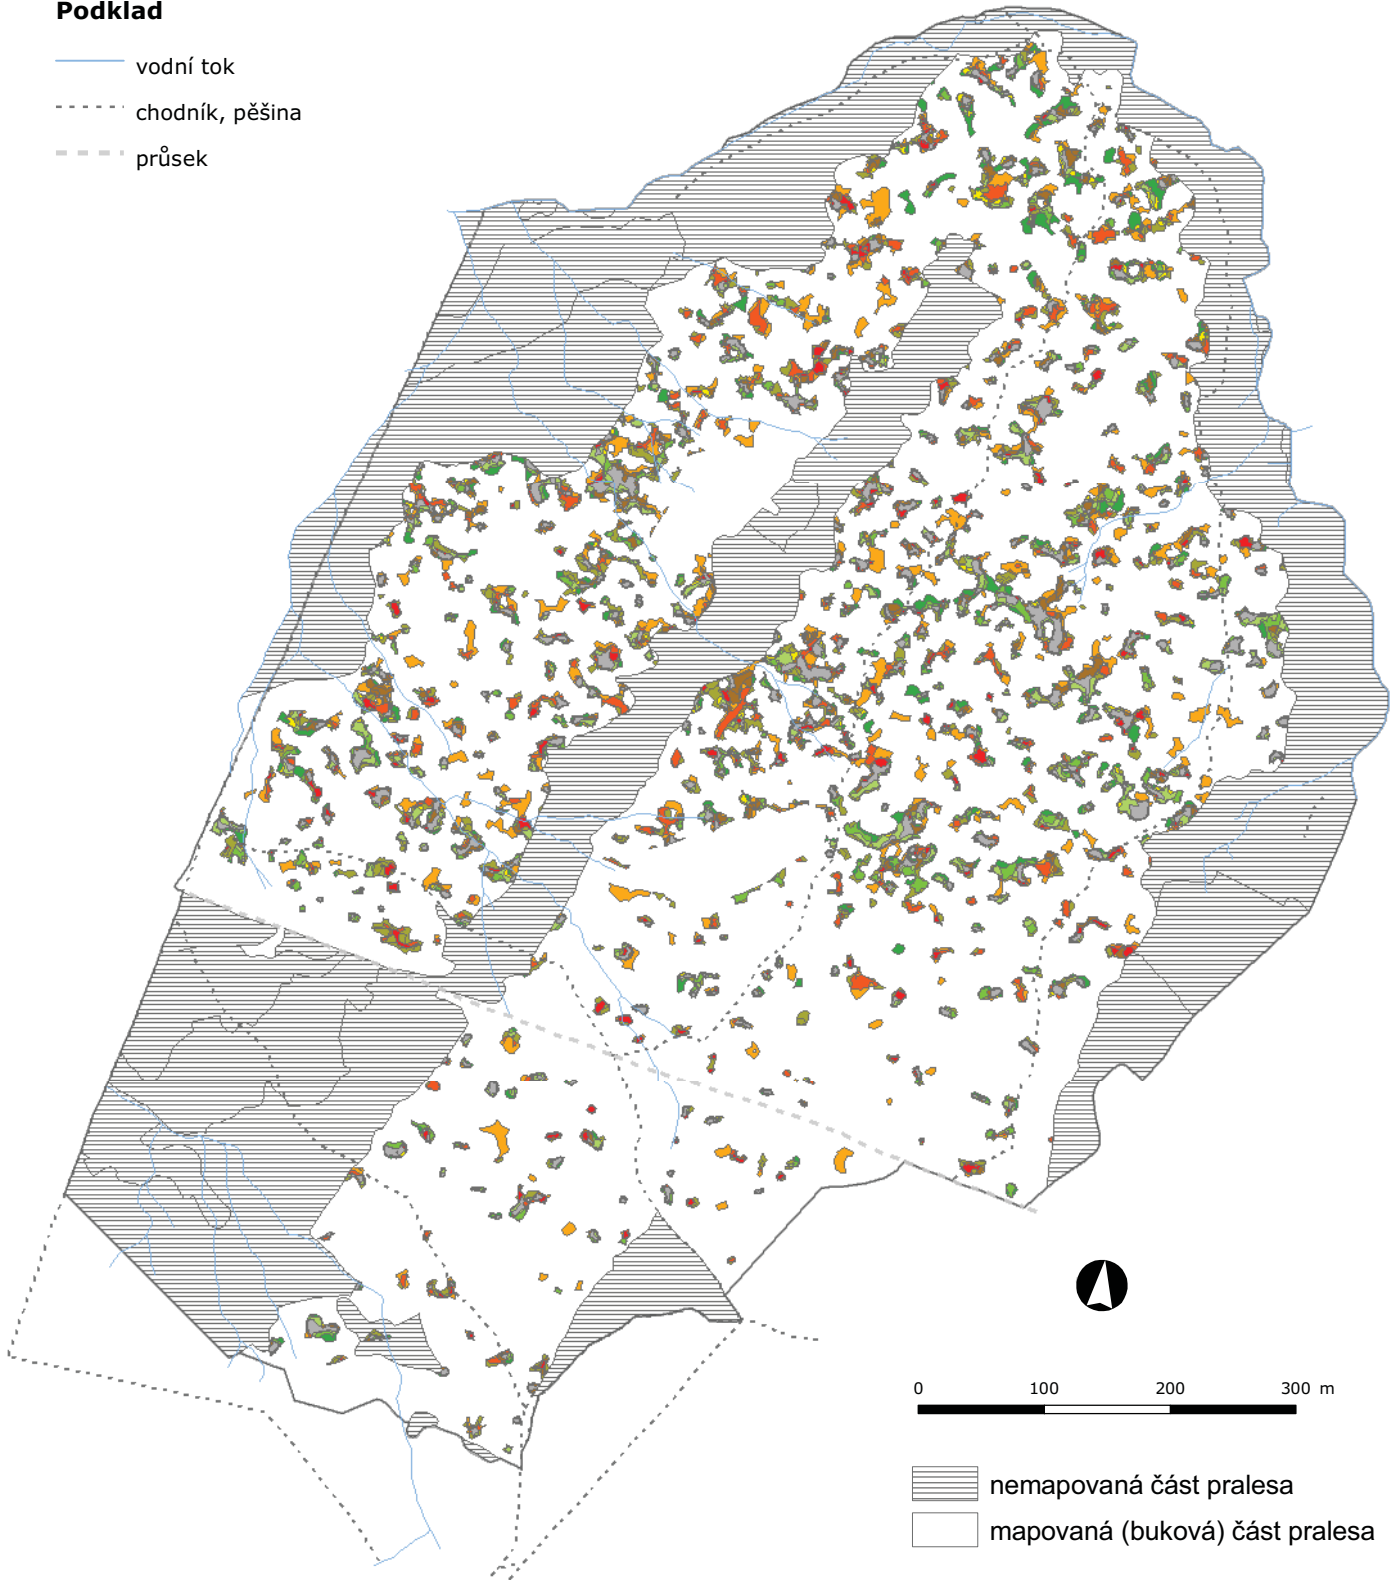 Podklad
vodní tok
chodník, pěšina
průsek
0 100 200 300 m
nemapovaná část pralesa
mapovaná (buková) část pralesa